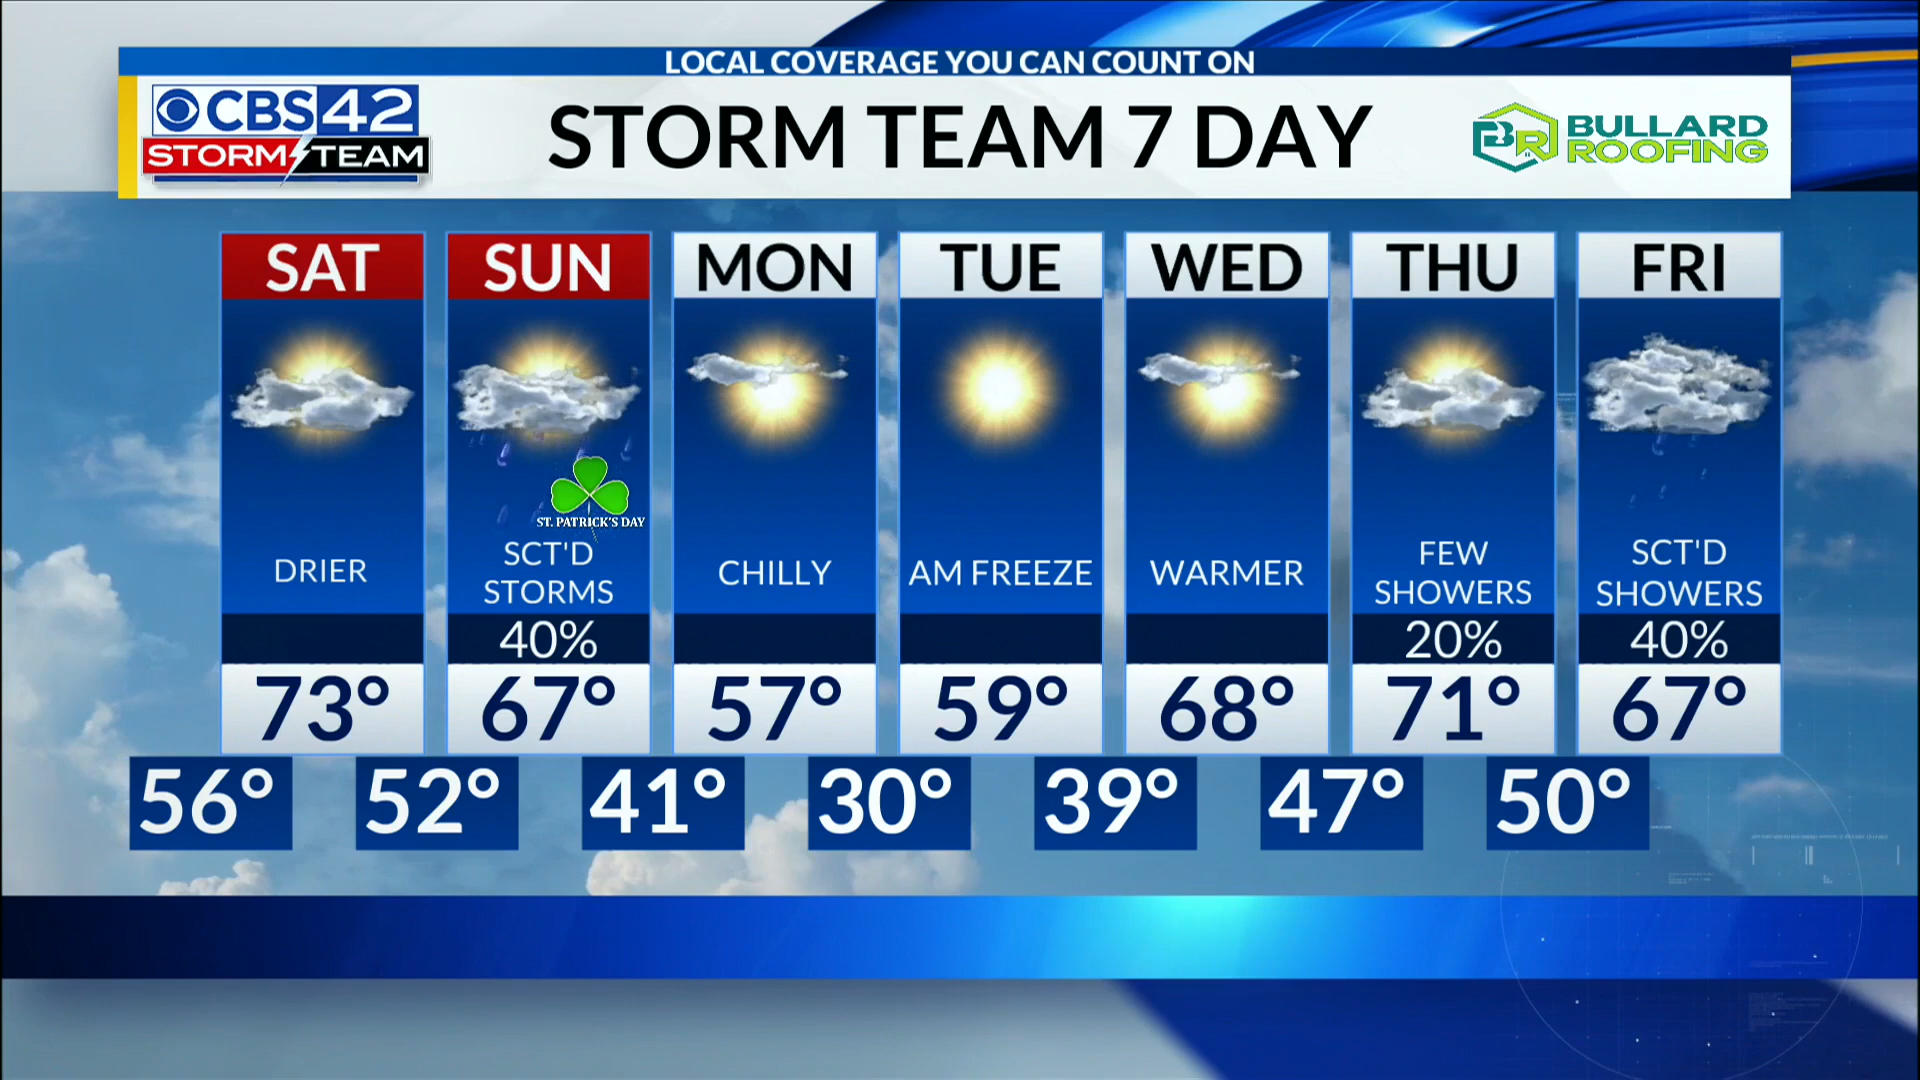 LOCAL COVERAGE YOU CAN COUNT ON
CBS 42
STORM TEAM
STORM TEAM 7 DAY
BR
BULLARD
ROOFING
SAT
SUN
MON
TUE
WED
THU
FRI
ST. PATRICK'S DAY
DRIER
SCT'D
STORMS
CHILLY
AM FREEZE
WARMER
FEW
SHOWERS
SCT'D
SHOWERS
40%
20%
40%
73°
67°
57°
59°
68°
71°
67°
56°
52°
41°
30°
39°
47°
50°